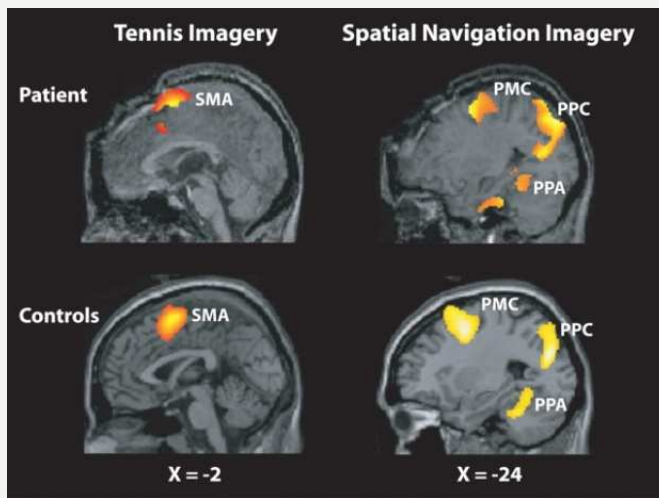 Tennis Imagery Spatial Navigation Imagery
Patient
SMA
PMC
PPC
PPA
Controls
SMA
PMC
PPC
PPA
X = -2 X = -24